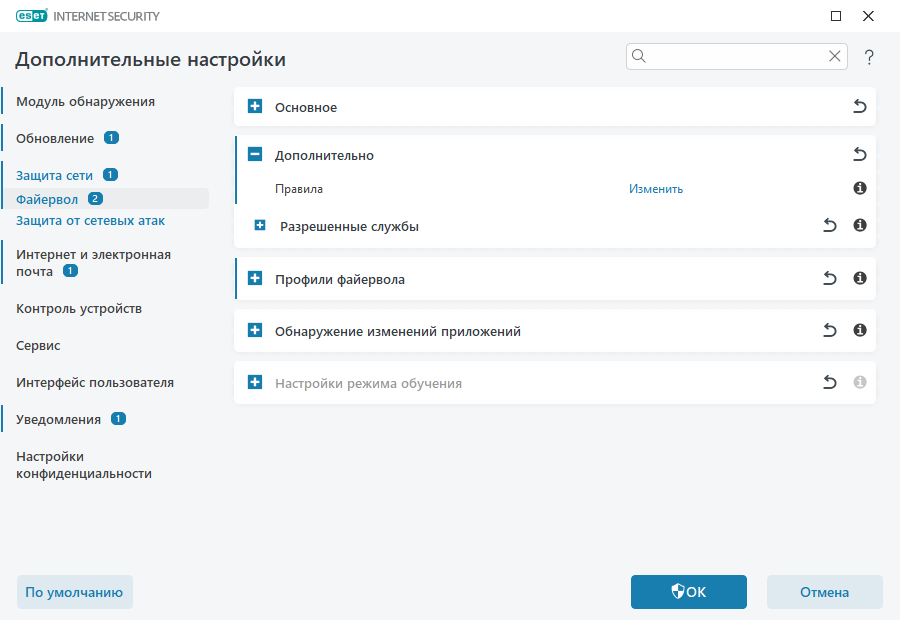 eset INTERNET SECURITY
Дополнительные настройки
?
Модуль обнаружения
Обновление 1
Защита сети 1
Файервол 2
Защита от сетевых атак
Интернет и электронная
почта 1
Контроль устройств
Сервис
Интерфейс пользователя
Уведомления 1
Настройки
конфиденциальности
Основное
Дополнительно
Правила Изменить
Разрешенные службы
Профили файервола
Обнаружение изменений приложений
Настройки режима обучения
По умолчанию
OK
Отмена